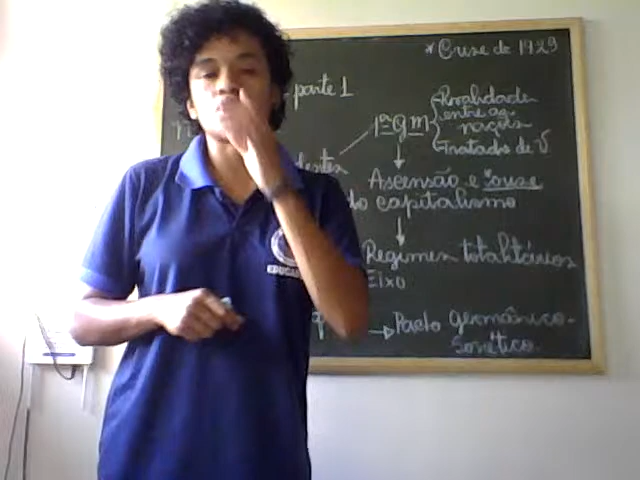 * Crise de 1929
parte 1
1ª G M
Rivalidade
entre as
nações
Tratado de V
Ascensão e *crise
do capitalismo
Regimes totalitários
Eixo
Pacto germânico-
Soviético
EDUCA